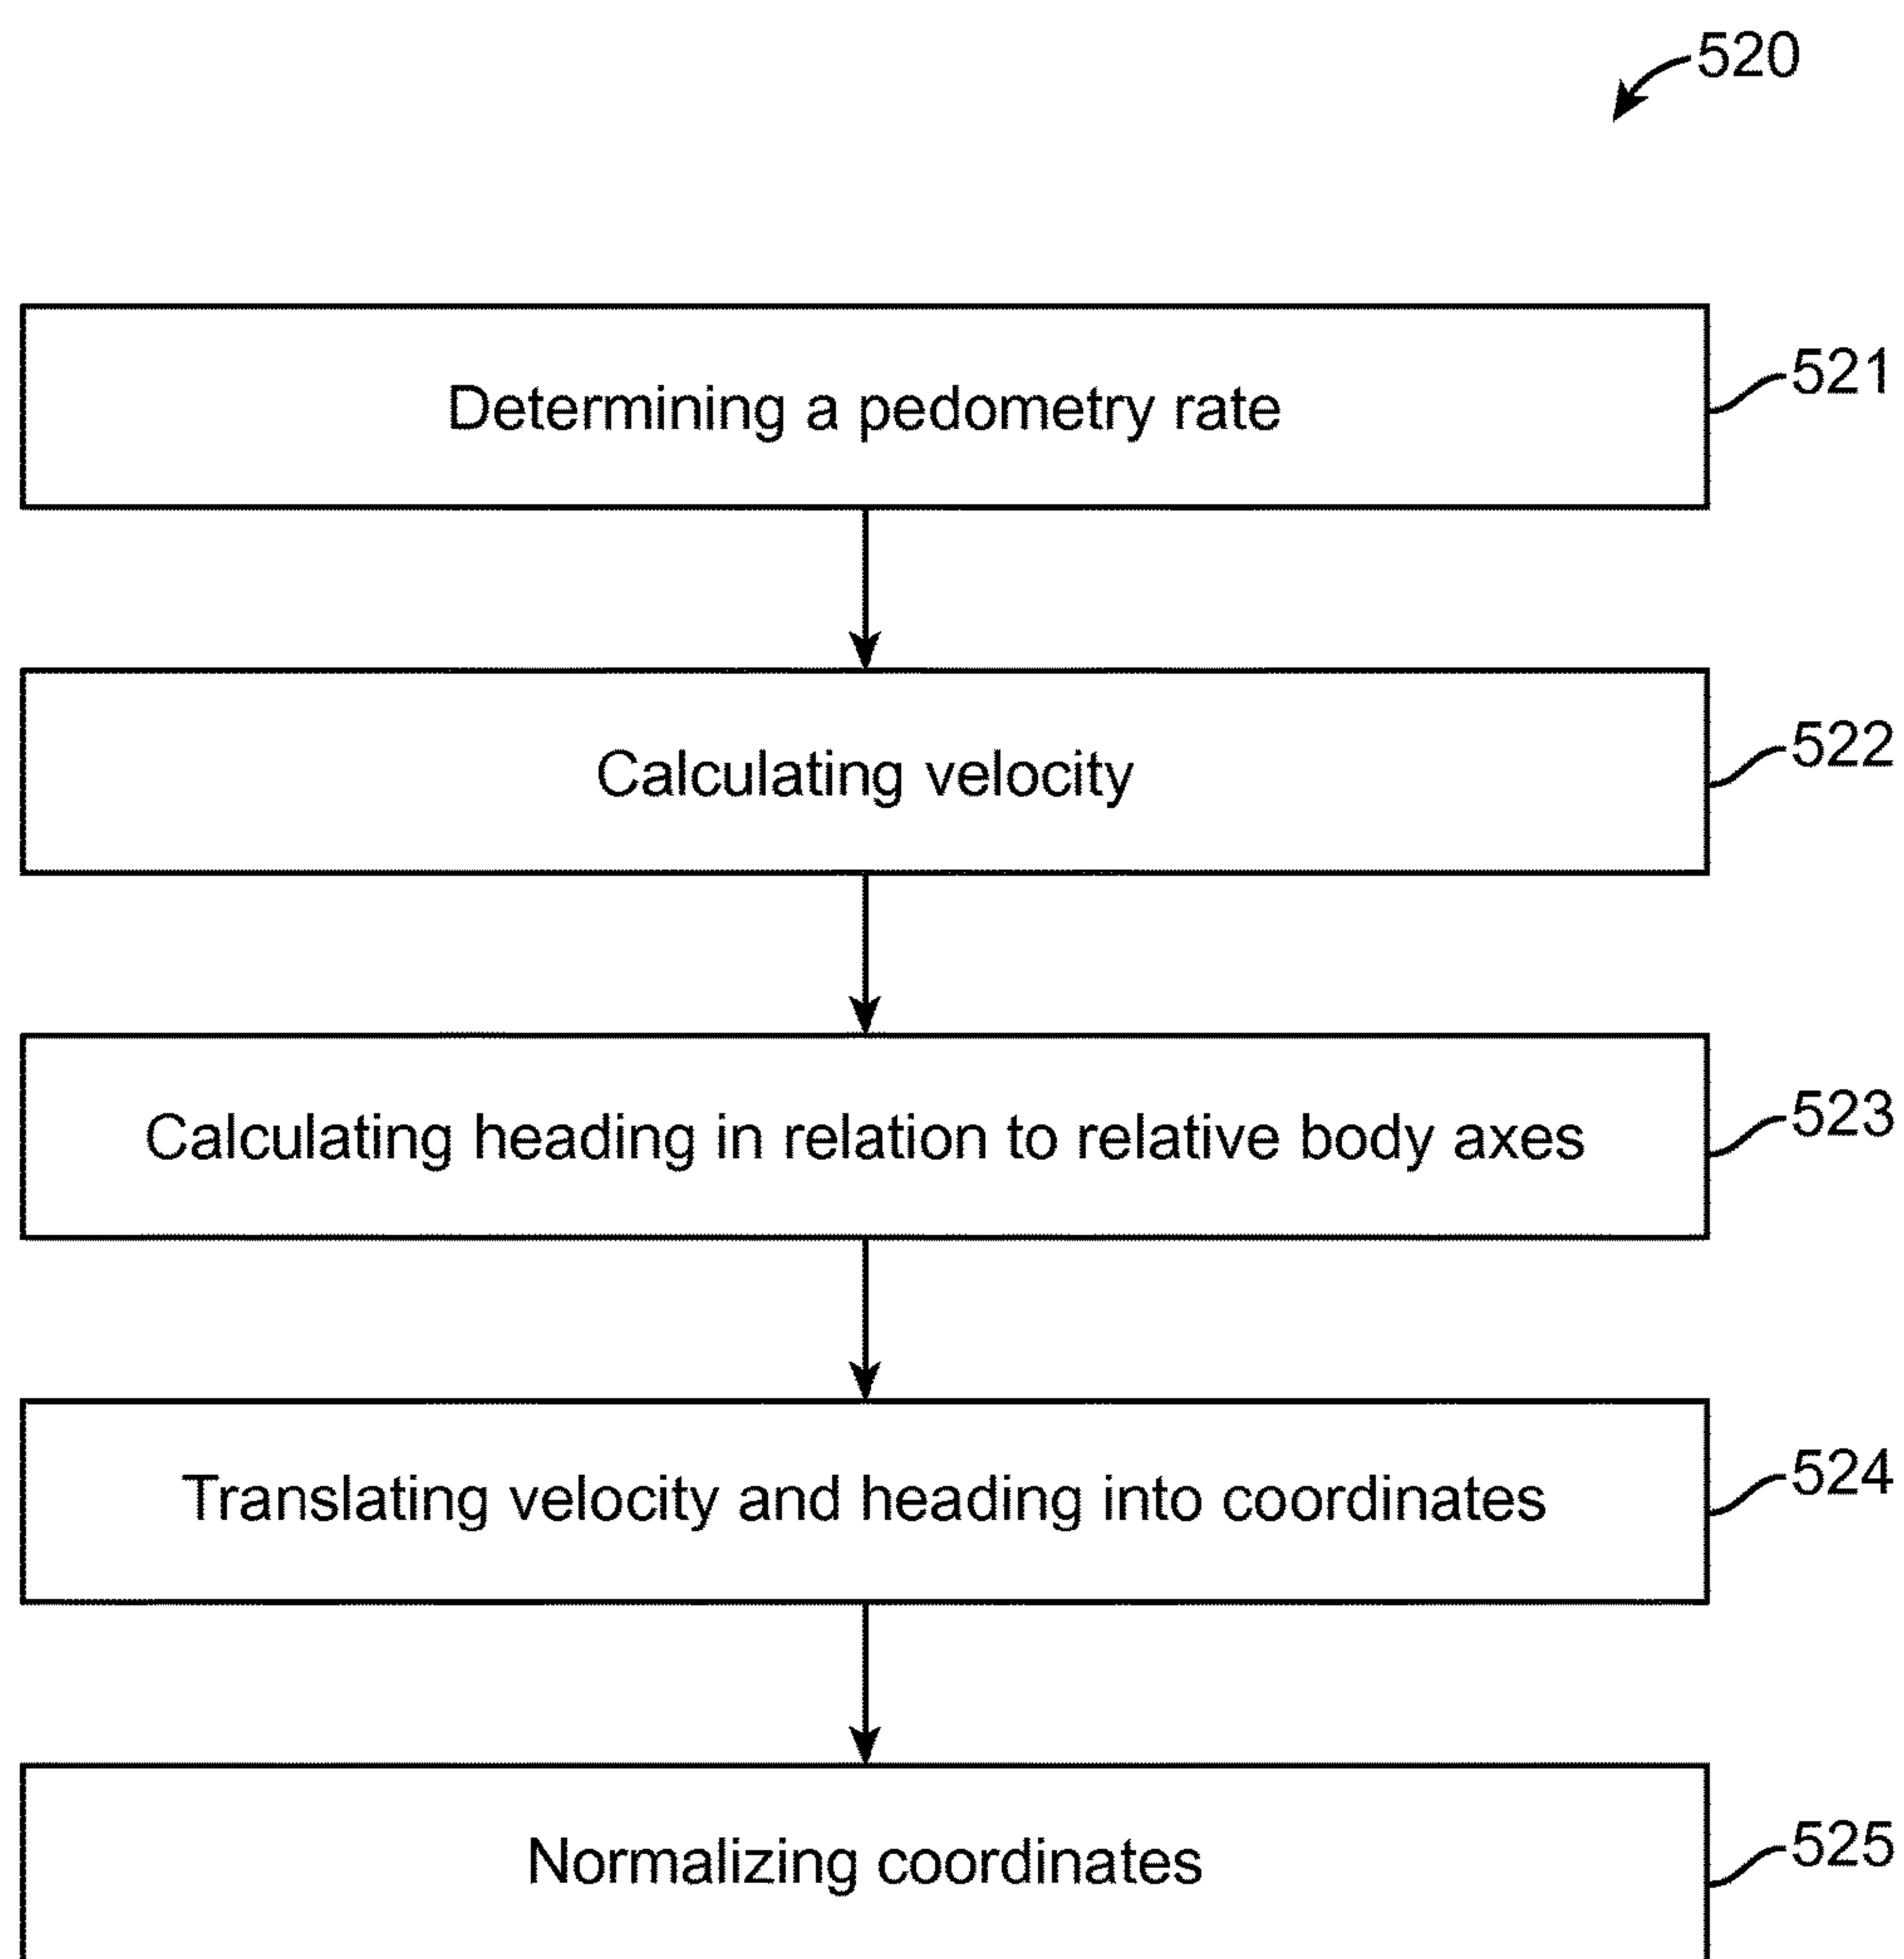 520
Determining a pedometry rate
521
Calculating velocity
522
Calculating heading in relation to relative body axes
523
Translating velocity and heading into coordinates
524
Normalizing coordinates
525